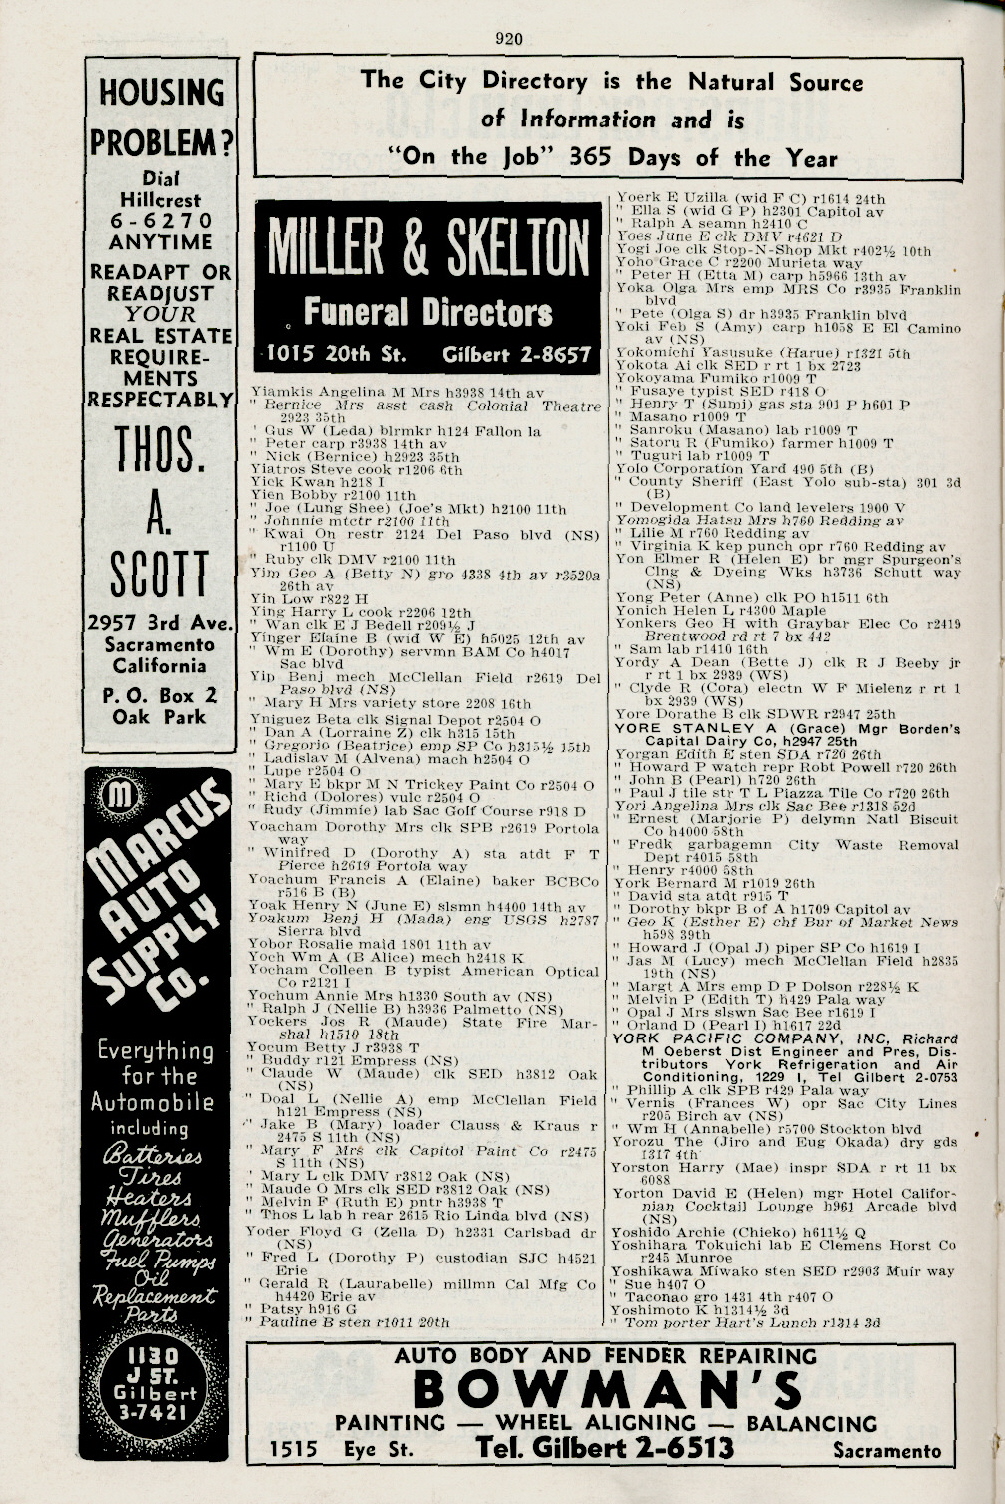 920
HOUSING
PROBLEM?
Dial
Hillcrest
6-6270
ANYTIME
READAPT OR
READJUST
YOUR
REAL ESTATE
REQUIRE-
MENTS
RESPECTABLY
THOS.
A.
SCOTT
2957 3rd Ave.
Sacramento
California
P. O. Box 2
Oak Park
M
MARCUS
AUTO
SUPPLY
Co.
Everything
for the
Automobile
including
Batteries
Tires
Heaters
Mufflers
Generators
Fuel Pumps
Oil
Replacement
Parts
1130
J ST.
Gilbert
3-7421
The City Directory is the Natural Source
of Information and is
"On the Job" 365 Days of the Year
MILLER & SKELTON
Funeral Directors
1015 20th St. Gilbert 2-8657
Yiamkis Angelina M Mrs h3938 14th av
" Bernice Mrs asst cash Colonial Theatre
2923 35th
' Gus W (Leda) blrmkr h124 Fallon la
" Peter carp r3938 14th av
" Nick (Bernice) h2923 35th
Yiatros Steve cook r1206 6th
Yick Kwan h218 I
Yien Bobby r2100 11th
" Joe (Lung Shee) (Joe's Mkt) h2100 11th
" Johnnie mtctr r2100 11th
" Kwai On restr 2124 Del Paso blvd (NS)
r1100 U
" Ruby clk DMV r2100 11th
Yim Geo A (Betty N) gro 4338 4th av r3520a
26th av
Yin Low r822 H
Ying Harry L cook r2206 12th
" Wan clk E J Bedell r209½ J
Yinger Elaine B (wid W E) h5025 12th av
" Wm E (Dorothy) servmn BAM Co h4017
Sac blvd
Yip Benj mech McClellan Field r2619 Del
Paso blvd (NS)
" Mary H Mrs variety store 2208 16th
Yniguez Beta clk Signal Depot r2504 O
" Dan A (Lorraine Z) clk h315 15th
" Gregorio (Beatrice) emp SP Co h315½ 15th
" Ladislav M (Alvena) mach h2504 O
" Lupe r2504 O
" Mary E bkpr M N Trickey Paint Co r2504 O
" Richd (Dolores) vulc r2504 O
" Rudy (Jimmie) lab Sac Golf Course r918 D
Yoacham Dorothy Mrs clk SPB r2619 Portola
way
" Winifred D (Dorothy A) sta atdt F T
Pierce h2619 Portola way
Yoachum Francis A (Elaine) baker BCBCo
r516 B (B)
Yoak Henry N (June E) slsmn h4400 14th av
Yoakum Benj H (Mada) eng USGS h2787
Sierra blvd
Yobor Rosalie maid 1801 11th av
Yoch Wm A (B Alice) mech h2418 K
Yocham Colleen B typist American Optical
Co r2121 I
Yochum Annie Mrs h1330 South av (NS)
" Ralph J (Nellie B) h3936 Palmetto (NS)
Yockers Jos R (Maude) State Fire Mar-
shal h1510 18th
Yocum Betty J r3938 T
" Buddy r121 Empress (NS)
" Claude W (Maude) clk SED h3812 Oak
(NS)
" Doal L (Nellie A) emp McClellan Field
h121 Empress (NS)
" Jake B (Mary) loader Clauss & Kraus r
2475 S 11th (NS)
" Mary F Mrs clk Capitol Paint Co r2475
S 11th (NS)
' Mary L clk DMV r3812 Oak (NS)
" Maude O Mrs clk SED r3812 Oak (NS)
" Melvin F (Ruth E) pntr h3938 T
" Thos L lab h rear 2615 Rio Linda blvd (NS)
Yoder Floyd G (Zella D) h2331 Carlsbad dr
(NS)
" Fred L (Dorothy P) custodian SJC h4521
Erie
" Gerald R (Laurabelle) millmn Cal Mfg Co
h4420 Erie av
" Patsy h916 G
" Pauline B sten r1011 20th
Yoerk E Uzilla (wid F C) r1614 24th
" Ella S (wid G P) h2301 Capitol av
" Ralph A seamn h2410 C
Yoes June E clk DMV r4621 D
Yogi Joe clk Stop-N-Shop Mkt r402½ 10th
Yoho Grace C r2200 Murieta way
" Peter H (Etta M) carp h5966 13th av
Yoka Olga Mrs emp MRS Co r3935 Franklin
blvd
" Pete (Olga S) dr h3935 Franklin blvd
Yoki Feb S (Amy) carp h1058 E El Camino
av (NS)
Yokomichi Yasusuke (Harue) r1321 5th
Yokota Ai clk SED r rt 1 bx 2723
Yokoyama Fumiko r1009 T
" Fusaye typist SED r418 O
" Henry T (Sunj) gas sta 901 P h601 P
" Masano r1009 T
" Sanroku (Masano) lab r1009 T
" Satoru R (Fumiko) farmer h1009 T
" Tuguri lab r1009 T
Yolo Corporation Yard 490 5th (B)
" County Sheriff (East Yolo sub-sta) 301 3d
(B)
" Development Co land levelers 1900 V
Yomogida Hatsu Mrs h760 Redding av
" Lilie M r760 Redding av
" Virginia K kep punch opr r760 Redding av
Yon Elmer R (Helen E) br mgr Spurgeon's
Clng & Dyeing Wks h3736 Schutt way
(NS)
Yong Peter (Anne) clk PO h1511 6th
Yonich Helen L r4300 Maple
Yonkers Geo H with Graybar Elec Co r2419
Brentwood rd rt 7 bx 442
" Sam lab r1410 16th
Yordy A Dean (Bette J) clk R J Beeby jr
r rt 1 bx 2939 (WS)
" Clyde R (Cora) electn W F Mielenz r rt 1
bx 2939 (WS)
Yore Dorathe B clk SDWR r2947 25th
YORE STANLEY A (Grace) Mgr Borden's
Capital Dairy Co, h2947 25th
Yorgan Edith E sten SDA r720 26th
" Howard P watch repr Robt Powell r720 26th
" John B (Pearl) h720 26th
" Paul J tile str T L Piazza Tile Co r720 26th
Yori Angelina Mrs clk Sac Bee r1318 52d
" Ernest (Marjorie P) delymn Natl Biscuit
Co h4000 58th
" Fredk garbagemn City Waste Removal
Dept r4015 58th
" Henry r4000 58th
York Bernard M r1019 26th
" David sta atdt r915 T
" Dorothy bkpr B of A h1709 Capitol av
" Geo K (Esther E) chf Bur of Market News
h598 39th
" Howard J (Opal J) piper SP Co h1619 I
" Jas M (Lucy) mech McClellan Field h2835
19th (NS)
" Margt A Mrs emp D P Dolson r228½ K
" Melvin P (Edith T) h429 Pala way
" Opal J Mrs slswn Sac Bee r1619 I
" Orland D (Pearl I) h1617 22d
YORK PACIFIC COMPANY, INC, Richard
M Oeberst Dist Engineer and Pres, Dis-
tributors York Refrigeration and Air
Conditioning, 1229 I, Tel Gilbert 2-0753
" Phillip A clk SPB r429 Pala way
" Vernis (Frances W) opr Sac City Lines
r205 Birch av (NS)
" Wm H (Annabelle) r5700 Stockton blvd
Yorozu The (Jiro and Eug Okada) dry gds
1317 4th
Yorston Harry (Mae) inspr SDA r rt 11 bx
6088
Yorton David E (Helen) mgr Hotel Califor-
nian Cocktail Lounge h961 Arcade blvd
(NS)
Yoshido Archie (Chieko) h611½ Q
Yoshihara Tokuichi lab E Clemens Horst Co
r245 Munroe
Yoshikawa Miwako sten SED r2903 Muir way
" Sue h407 O
" Taconao gro 1431 4th r407 O
Yoshimoto K h1314½ 3d
" Tom porter Hart's Lunch r1314 3d
AUTO BODY AND FENDER REPAIRING
BOWMAN'S
PAINTING — WHEEL ALIGNING — BALANCING
1515 Eye St. Tel. Gilbert 2-6513 Sacramento